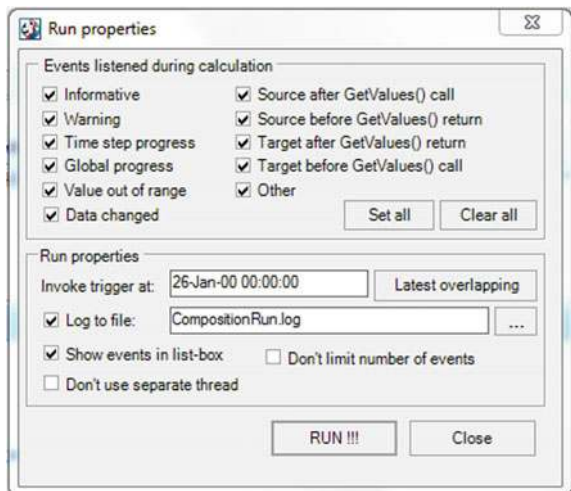 Run properties
Events listened during calculation
Informative
Source after GetValues() call
Warning
Source before GetValues() return
Time step progress
Target after GetValues() return
Global progress
Target before GetValues() call
Value out of range
Other
Data changed
Set all
Clear all
Run properties
Invoke trigger at:
26-Jan-00 00:00:00
Latest overlapping
Log to file:
CompositionRun.log
...
Show events in list-box
Don't limit number of events
Don't use separate thread
RUN !!!
Close